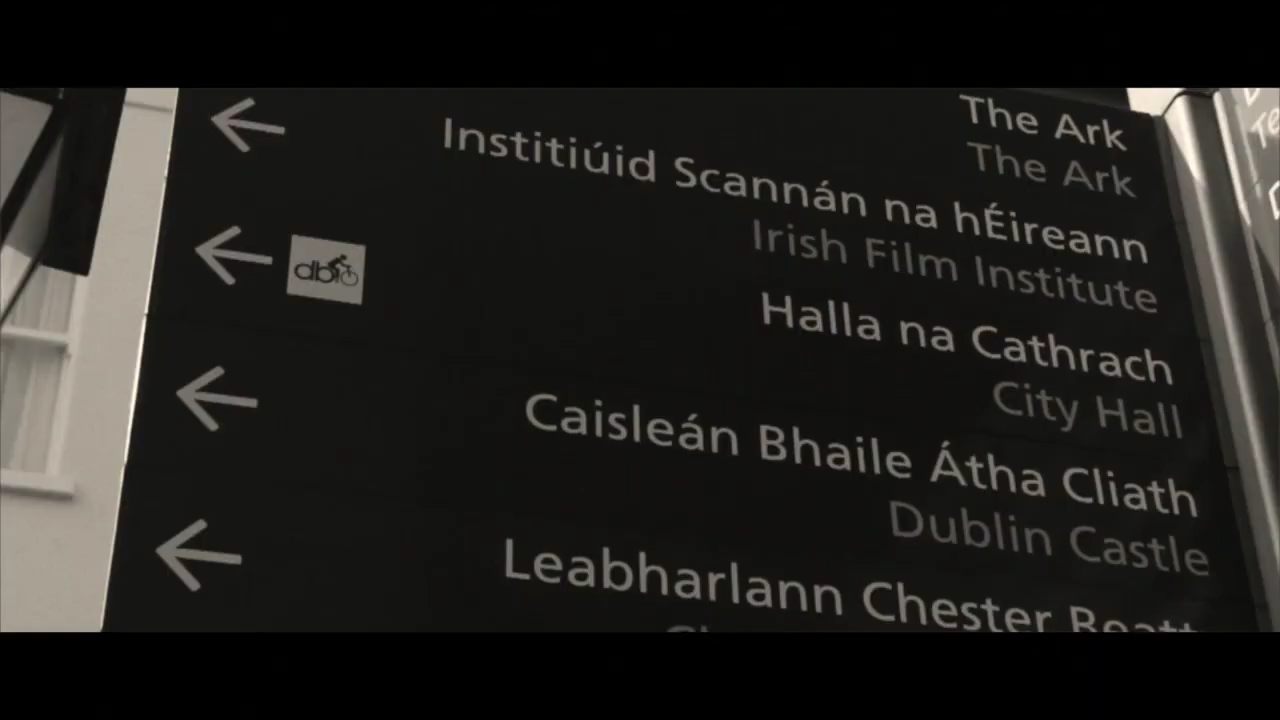 The Ark
The Ark
Institiúid Scannán na hÉireann
Irish Film Institute
db
Halla na Cathrach
City Hall
Caisleán Bhaile Átha Cliath
Dublin Castle
Leabharlann Chester